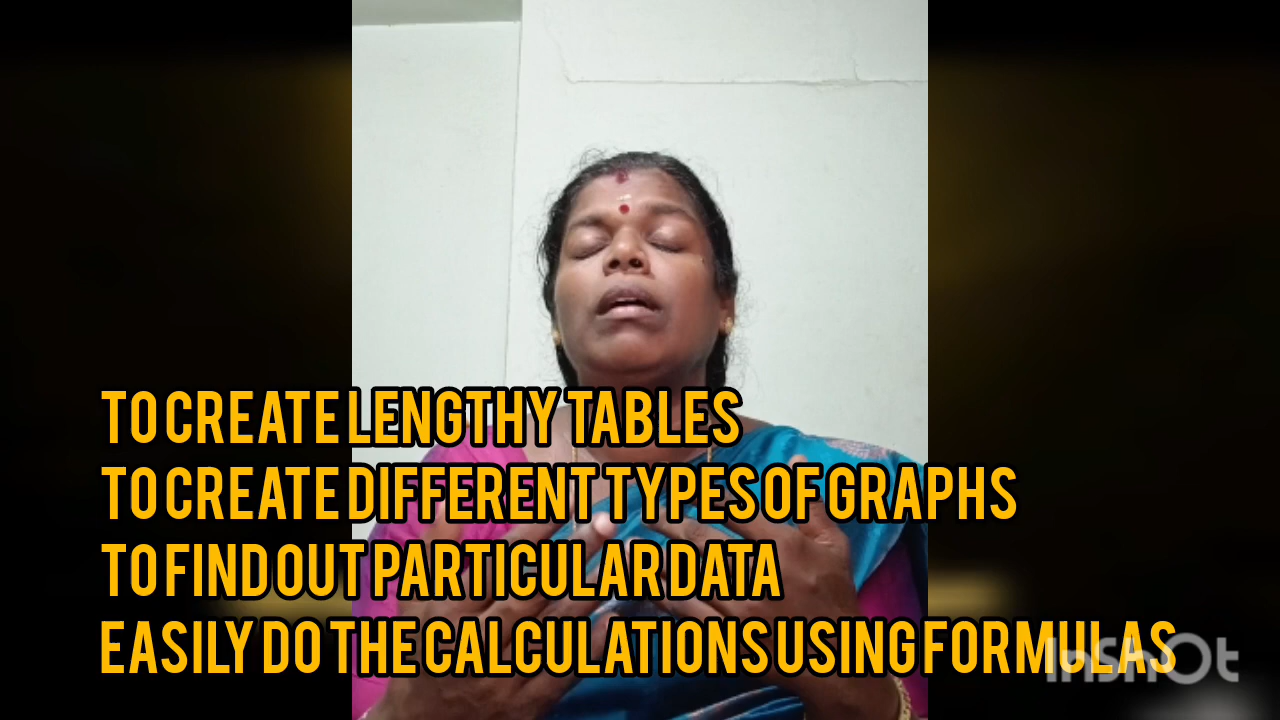 TO CREATE LENGTHY TABLES
TO CREATE DIFFERENT TYPES OF GRAPHS
TO FIND OUT PARTICULAR DATA
EASILY DO THE CALCULATIONS USING FORMULAS
InShOt